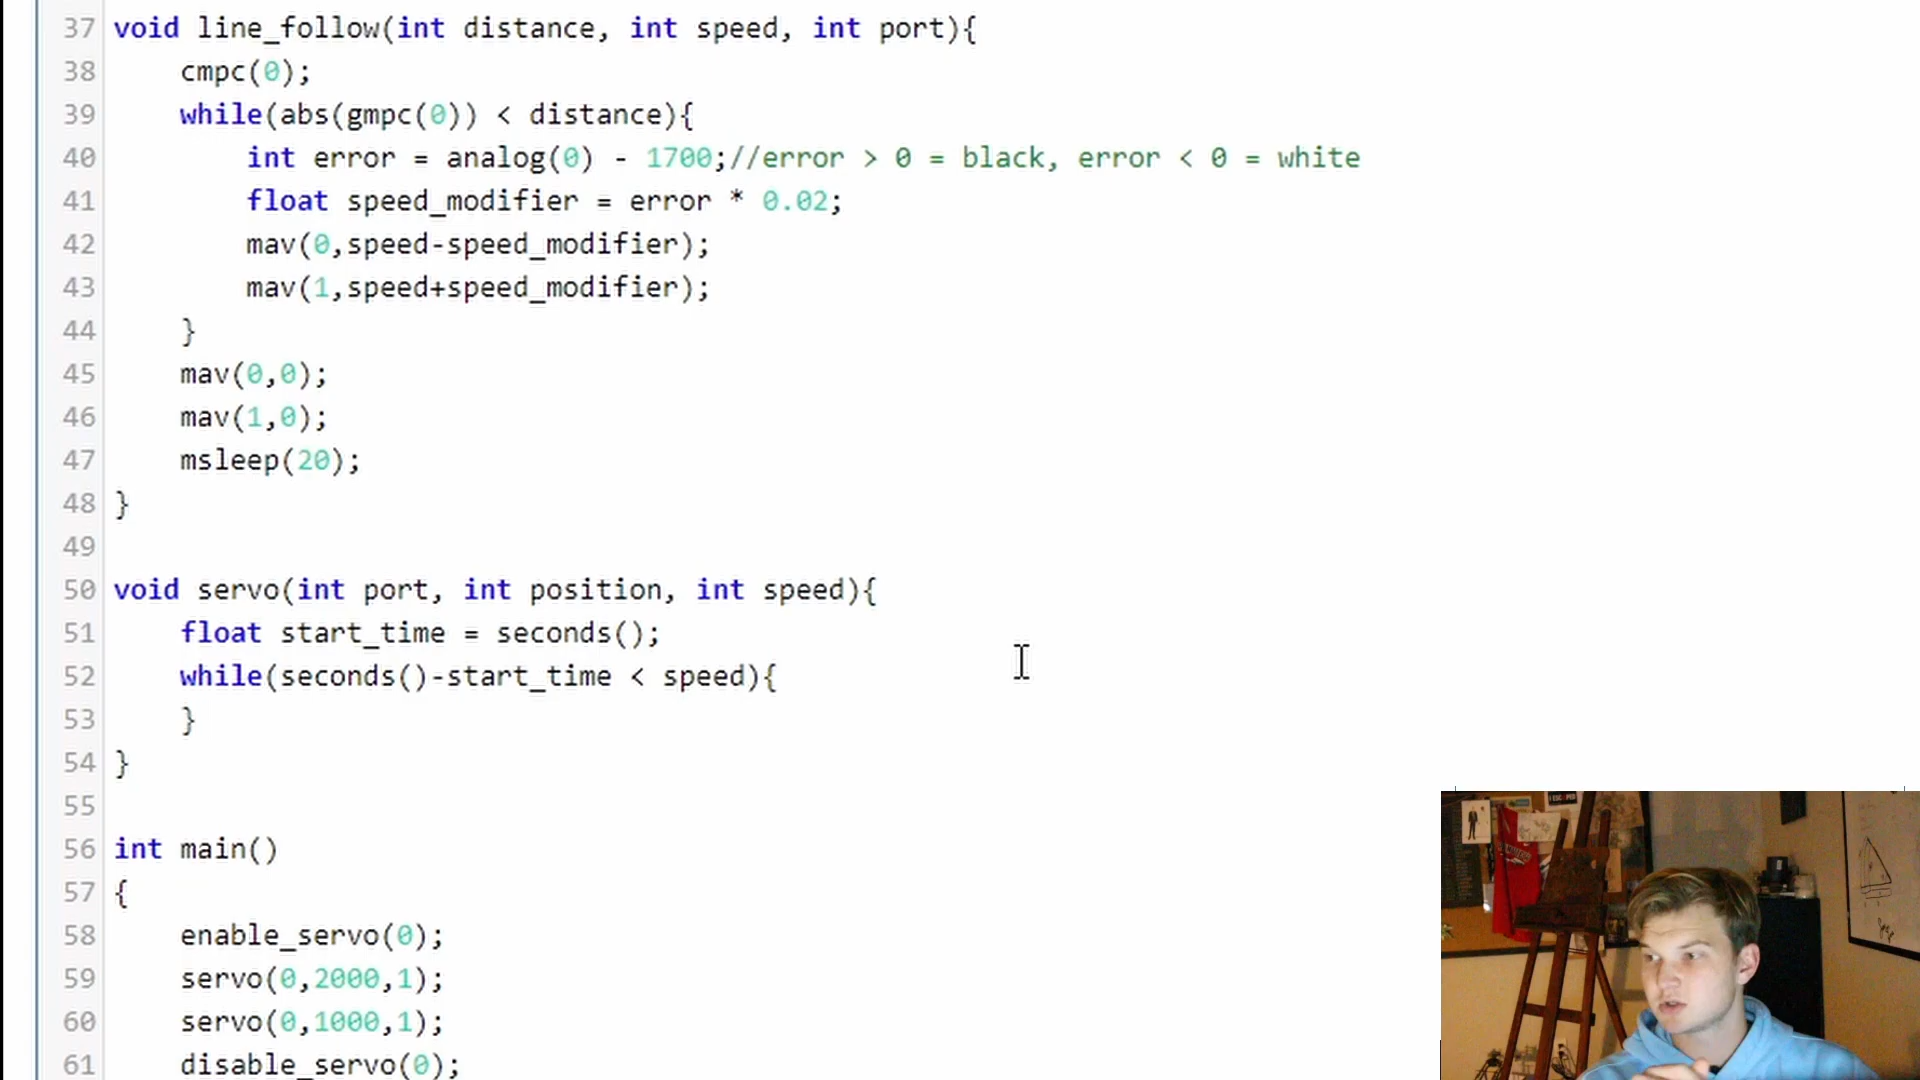 37 void line_follow(int distance, int speed, int port){
38     cmpc(0);
39     while(abs(gmpc(0)) < distance){
40         int error = analog(0) - 1700;//error > 0 = black, error < 0 = white
41         float speed_modifier = error * 0.02;
42         mav(0,speed-speed_modifier);
43         mav(1,speed+speed_modifier);
44     }
45     mav(0,0);
46     mav(1,0);
47     msleep(20);
48 }
49
50 void servo(int port, int position, int speed){
51     float start_time = seconds();
52     while(seconds()-start_time < speed){
53     }
54 }
55
56 int main()
57 {
58     enable_servo(0);
59     servo(0,2000,1);
60     servo(0,1000,1);
61     disable_servo(0);